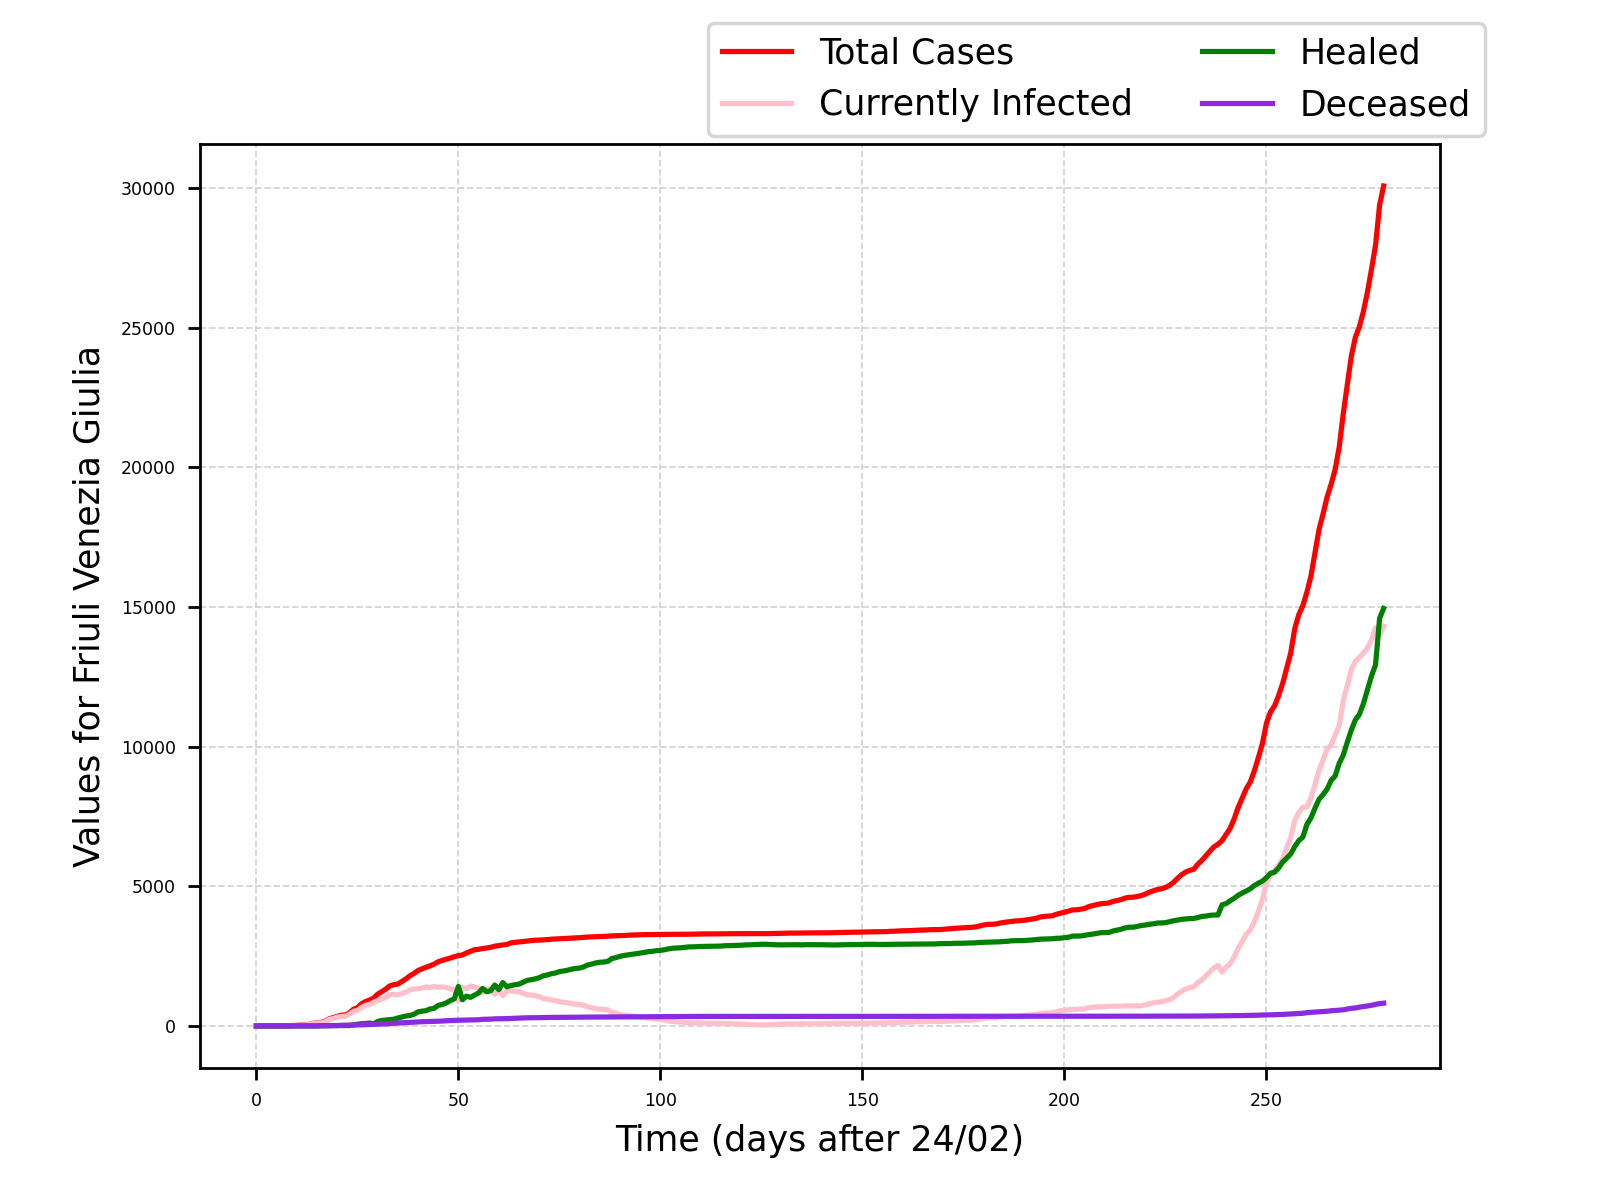 Total Cases
Currently Infected
Healed
Deceased
Values for Friuli Venezia Giulia
30000
25000
20000
15000
10000
5000
0
0 50 100 150 200 250
Time (days after 24/02)